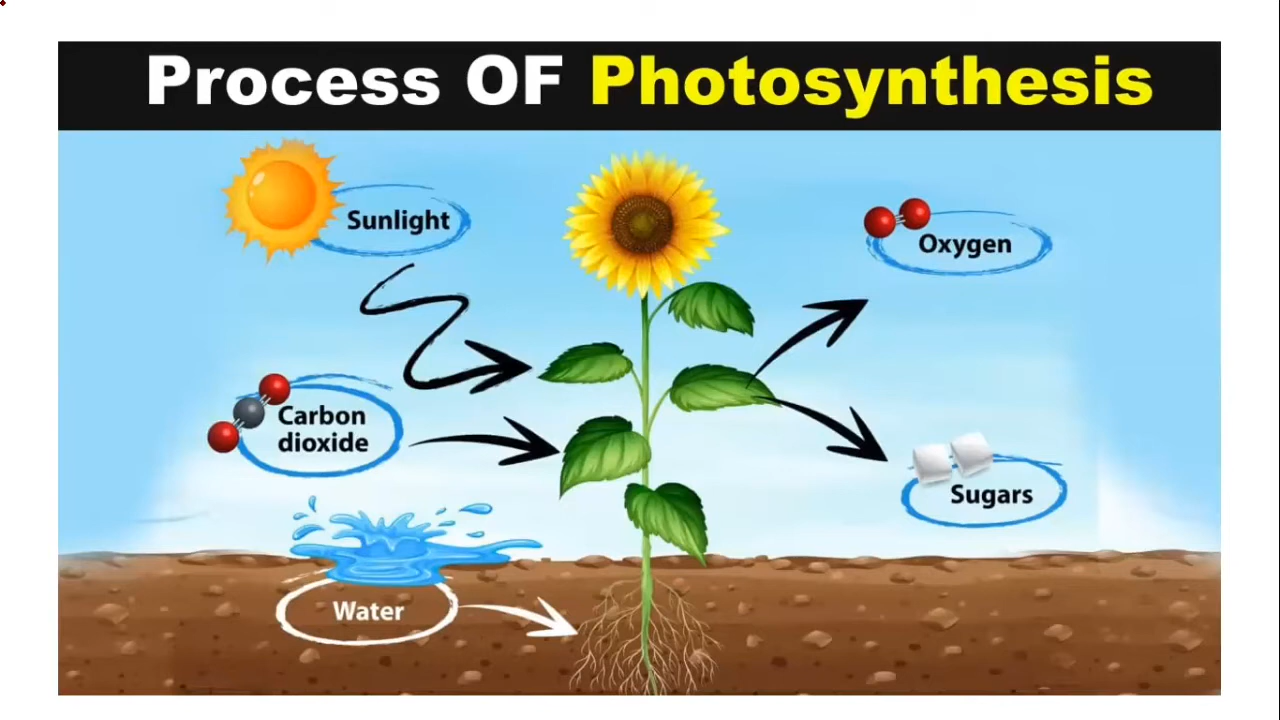 Process OF Photosynthesis
Sunlight
Oxygen
Carbon
dioxide
Sugars
Water